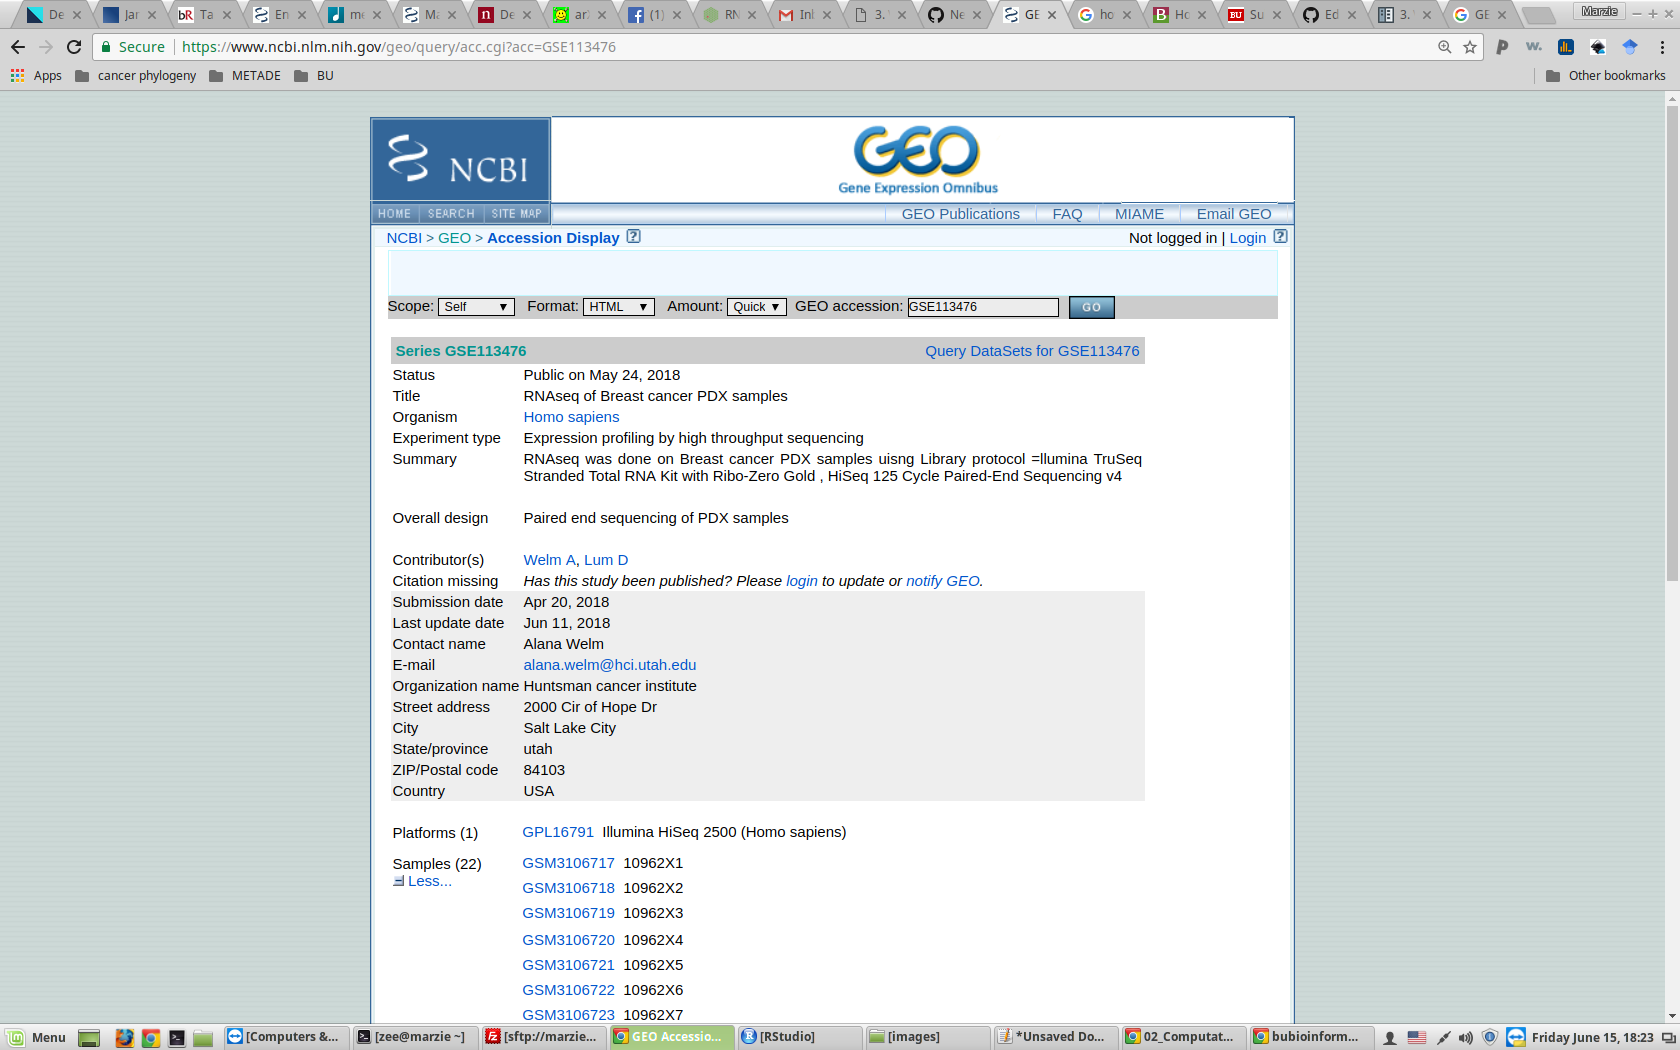 De Jar bR Ta En me Ma De ar (1) RN Inl 3. Ne GE ho Ho BU Su Ed 3. GE Marzie
Secure https://www.ncbi.nlm.nih.gov/geo/query/acc.cgi?acc=GSE113476
Apps cancer phylogeny METADE BU Other bookmarks
NCBI GEO
Gene Expression Omnibus
HOME SEARCH SITE MAP GEO Publications FAQ MIAME Email GEO
NCBI > GEO > Accession Display ? Not logged in | Login ?
Scope: Self Format: HTML Amount: Quick GEO accession: GSE113476 GO
Series GSE113476 Query DataSets for GSE113476
Status Public on May 24, 2018
Title RNAseq of Breast cancer PDX samples
Organism Homo sapiens
Experiment type Expression profiling by high throughput sequencing
Summary RNAseq was done on Breast cancer PDX samples uisng Library protocol =llumina TruSeq
Stranded Total RNA Kit with Ribo-Zero Gold , HiSeq 125 Cycle Paired-End Sequencing v4
Overall design Paired end sequencing of PDX samples
Contributor(s) Welm A, Lum D
Citation missing Has this study been published? Please login to update or notify GEO.
Submission date Apr 20, 2018
Last update date Jun 11, 2018
Contact name Alana Welm
E-mail alana.welm@hci.utah.edu
Organization name Huntsman cancer institute
Street address 2000 Cir of Hope Dr
City Salt Lake City
State/province utah
ZIP/Postal code 84103
Country USA
Platforms (1) GPL16791 Illumina HiSeq 2500 (Homo sapiens)
Samples (22) GSM3106717 10962X1
Less...
GSM3106718 10962X2
GSM3106719 10962X3
GSM3106720 10962X4
GSM3106721 10962X5
GSM3106722 10962X6
GSM3106723 10962X7
Menu [Computers &... [zee@marzie ~] [sftp://marzie... GEO Accessio... [RStudio] [images] *Unsaved Do... 02_Computat... bubioinform... Friday June 15, 18:23